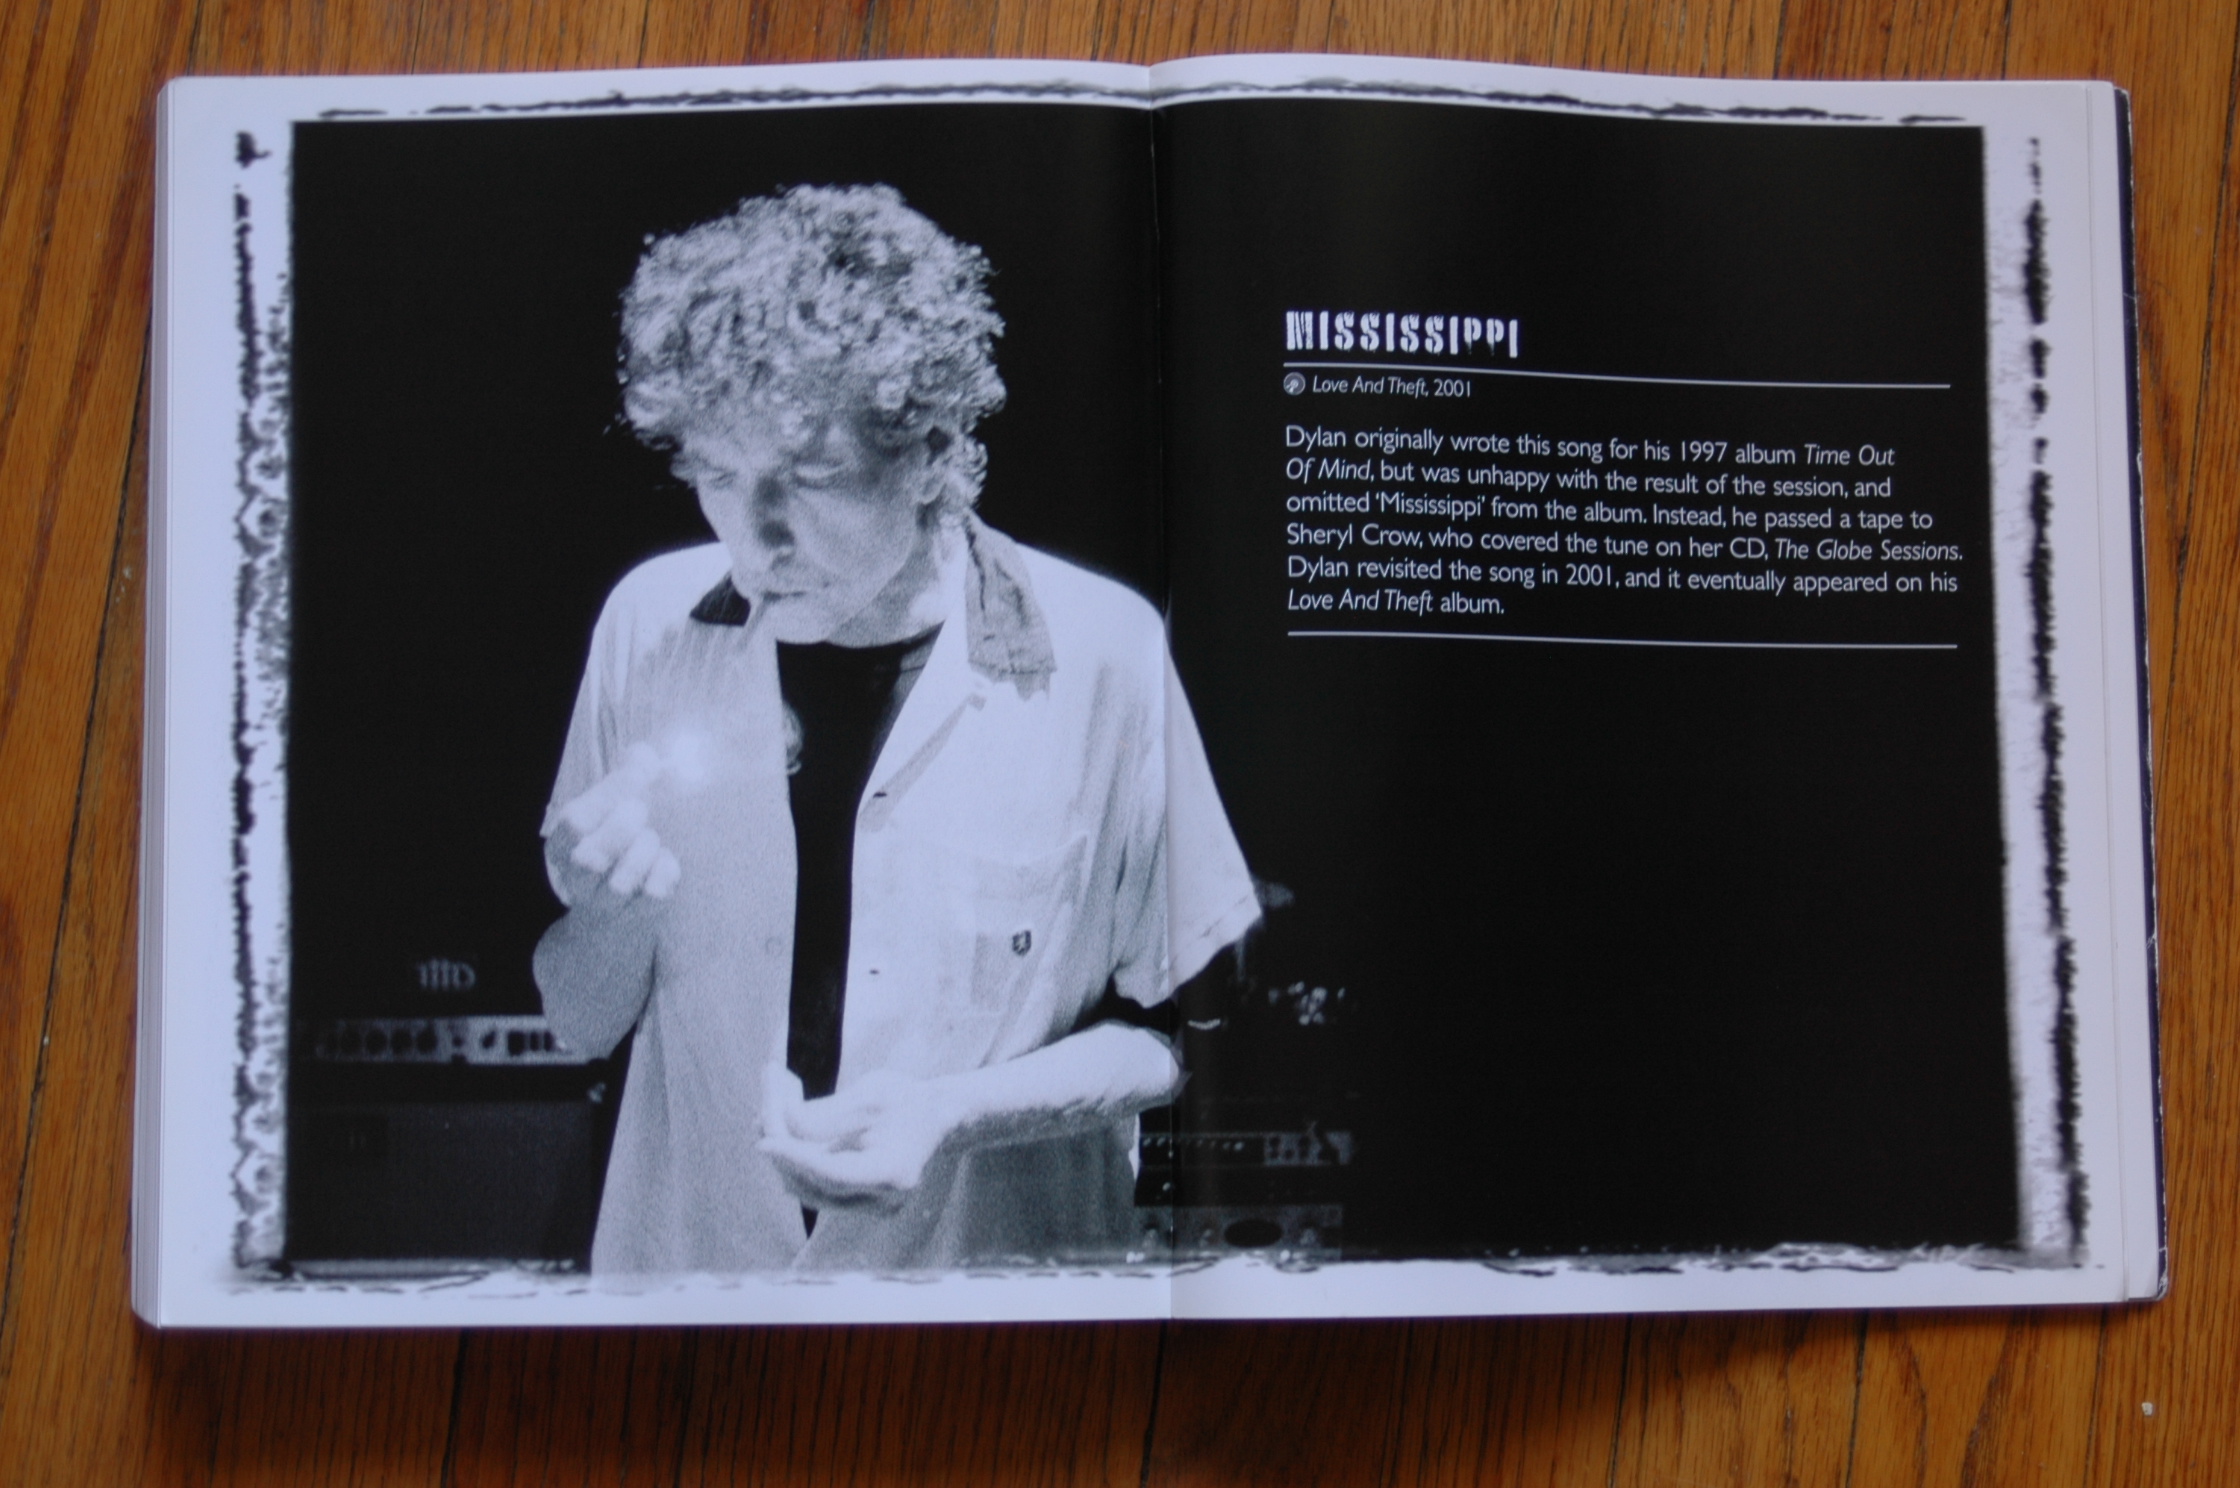 MISSISSIPPI
Love And Theft, 2001
Dylan originally wrote this song for his 1997 album Time Out
Of Mind, but was unhappy with the result of the session, and
omitted ‘Mississippi’ from the album. Instead, he passed a tape to
Sheryl Crow, who covered the tune on her CD, The Globe Sessions.
Dylan revisited the song in 2001, and it eventually appeared on his
Love And Theft album.